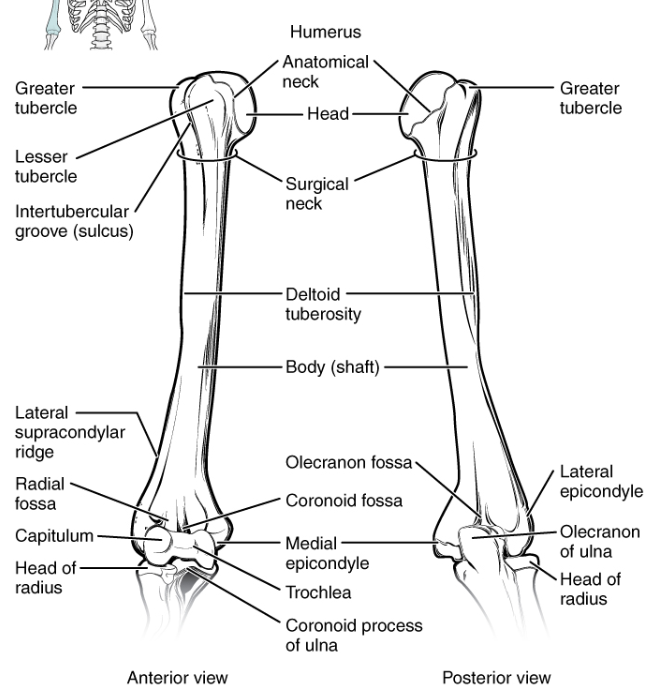 Humerus
Anatomical
neck
Greater
tubercle
Head
Greater
tubercle
Lesser
tubercle
Surgical
neck
Intertubercular
groove (sulcus)
Deltoid
tuberosity
Body (shaft)
Lateral
supracondylar
ridge
Olecranon fossa
Lateral
epicondyle
Radial
fossa
Coronoid fossa
Capitulum
Medial
epicondyle
Olecranon
of ulna
Head of
radius
Trochlea
Head of
radius
Coronoid process
of ulna
Anterior view
Posterior view